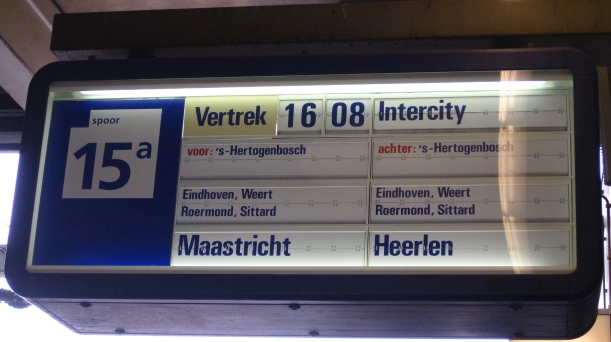 spoor
15a
Vertrek 16 08 Intercity
voor: 's-Hertogenbosch
achter: 's-Hertogenbosch
Eindhoven, Weert
Roermond, Sittard
Eindhoven, Weert
Roermond, Sittard
Maastricht
Heerlen